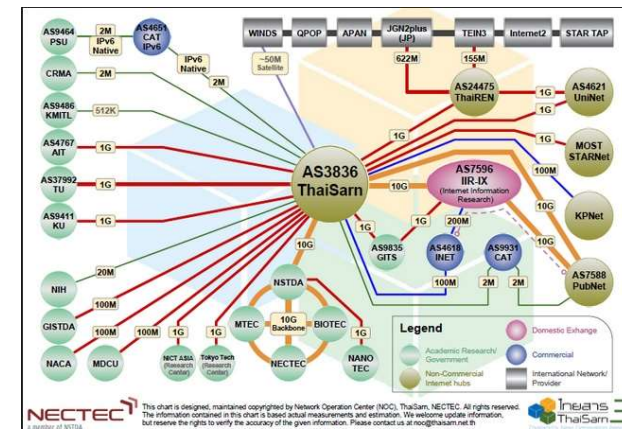 WINDS
QPOP
APAN
JGN2plus
(JP)
TEIN3
Internet2
STAR TAP
AS9464
PSU
2M
IPv6
Native
AS4651
CAT
IPv6
IPv6
Native
2M
~50M
Satellite
622M
155M
CRMA
2M
AS24475
ThaiREN
1G
AS4621
UniNet
1G
AS9486
KMITL
512K
1G
1G
MOST
STARNet
AS4767
AIT
1G
AS3836
ThaiSarn
AS7596
IIR-IX
(Internet Information
Research)
100M
10G
10G
AS37992
TU
1G
KPNet
AS9411
KU
1G
1G
1G
200M
10G
10G
AS9835
GITS
AS4618
INET
AS9931
CAT
AS7588
PubNet
NIH
20M
NSTDA
100M
2M
2M
GISTDA
100M
MTEC
10G
Backbone
BIOTEC
NACA
100M
MDCU
100M
1G
1G
1G
NICT ASIA
(Research
Center)
Tokyo Tech
(Research
Center)
NECTEC
NANO
TEC
Legend
Domestic Exhange
Academic Research/
Government
Commercial
Non-Commercial
Internet hubs
International Network/
Provider
NECTEC
a member of NSTDA
This chart is designed, maintained copyrighted by Network Operation Center (NOC), ThaiSarn, NECTEC. All rights reserved.
The information contained in this chart is based actual measurements and estimation. We welcome update information,
but reserve the rights to verify the accuracy of the given information. Please contact us at noc@thaisarn.net.th
ThaiSarn
3